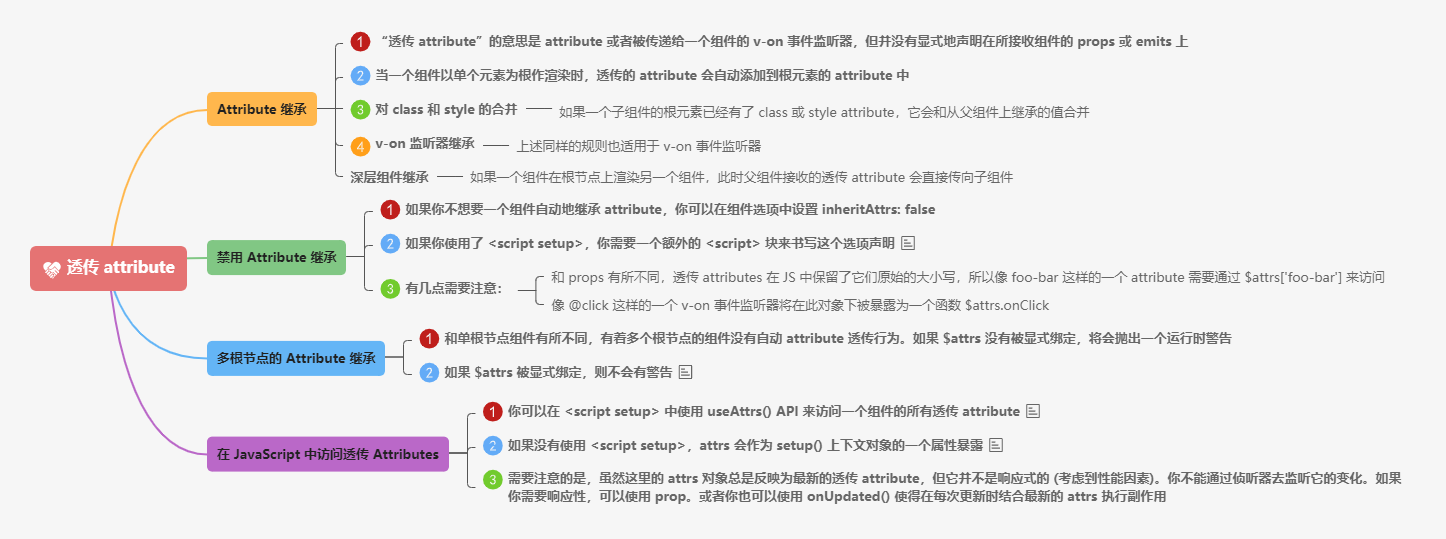 透传 attribute
Attribute 继承
1 “透传 attribute”的意思是 attribute 或者被传递给一个组件的 v-on 事件监听器，但并没有显式地声明在所接收组件的 props 或 emits 上
2 当一个组件以单个元素为根作渲染时，透传的 attribute 会自动添加到根元素的 attribute 中
3 对 class 和 style 的合并 如果一个子组件的根元素已经有了 class 或 style attribute，它会和从父组件上继承的值合并
4 v-on 监听器继承 上述同样的规则也适用于 v-on 事件监听器
深层组件继承 如果一个组件在根节点上渲染另一个组件，此时父组件接收的透传 attribute 会直接传向子组件
禁用 Attribute 继承
1 如果你不想要一个组件自动地继承 attribute，你可以在组件选项中设置 inheritAttrs: false
2 如果你使用了 <script setup>，你需要一个额外的 <script> 块来书写这个选项声明
3 有几点需要注意：
和 props 有所不同，透传 attributes 在 JS 中保留了它们原始的大小写，所以像 foo-bar 这样的一个 attribute 需要通过 $attrs['foo-bar'] 来访问
像 @click 这样的一个 v-on 事件监听器将在此对象下被暴露为一个函数 $attrs.onClick
多根节点的 Attribute 继承
1 和单根节点组件有所不同，有着多个根节点的组件没有自动 attribute 透传行为。如果 $attrs 没有被显式绑定，将会抛出一个运行时警告
2 如果 $attrs 被显式绑定，则不会有警告
在 JavaScript 中访问透传 Attributes
1 你可以在 <script setup> 中使用 useAttrs() API 来访问一个组件的所有透传 attribute
2 如果没有使用 <script setup>，attrs 会作为 setup() 上下文对象的一个属性暴露
3 需要注意的是，虽然这里的 attrs 对象总是反映为最新的透传 attribute，但它并不是响应式的 (考虑到性能因素)。你不能通过侦听器去监听它的变化。如果
你需要响应性，可以使用 prop。或者你也可以使用 onUpdated() 使得在每次更新时结合最新的 attrs 执行副作用